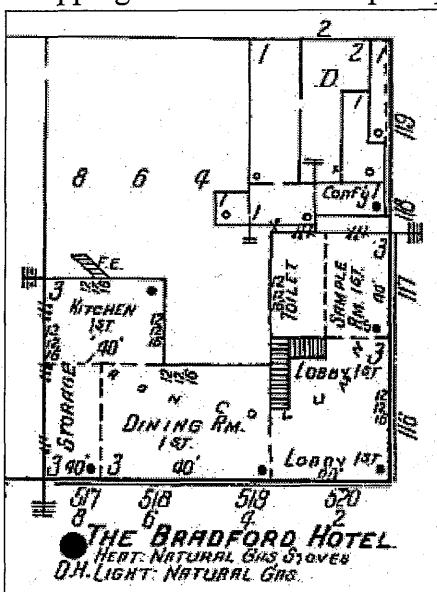 2
1
2
1
D.
1
119
8 6 4
1
1
Conf'y
118
F.E.
3
KITCHEN
1ST.
40'
TOILET
SAMPLE
RM. 1ST.
40'
117
3
LOBBY 1ST
STORAGE
DINING RM.
1ST.
C
LOBBY 1ST.
116
3 40'
3
40'
517 518 519 520
8 6 4 2
THE BRADFORD HOTEL.
HEAT: NATURAL GAS STOVES
D.H. LIGHT: NATURAL GAS.